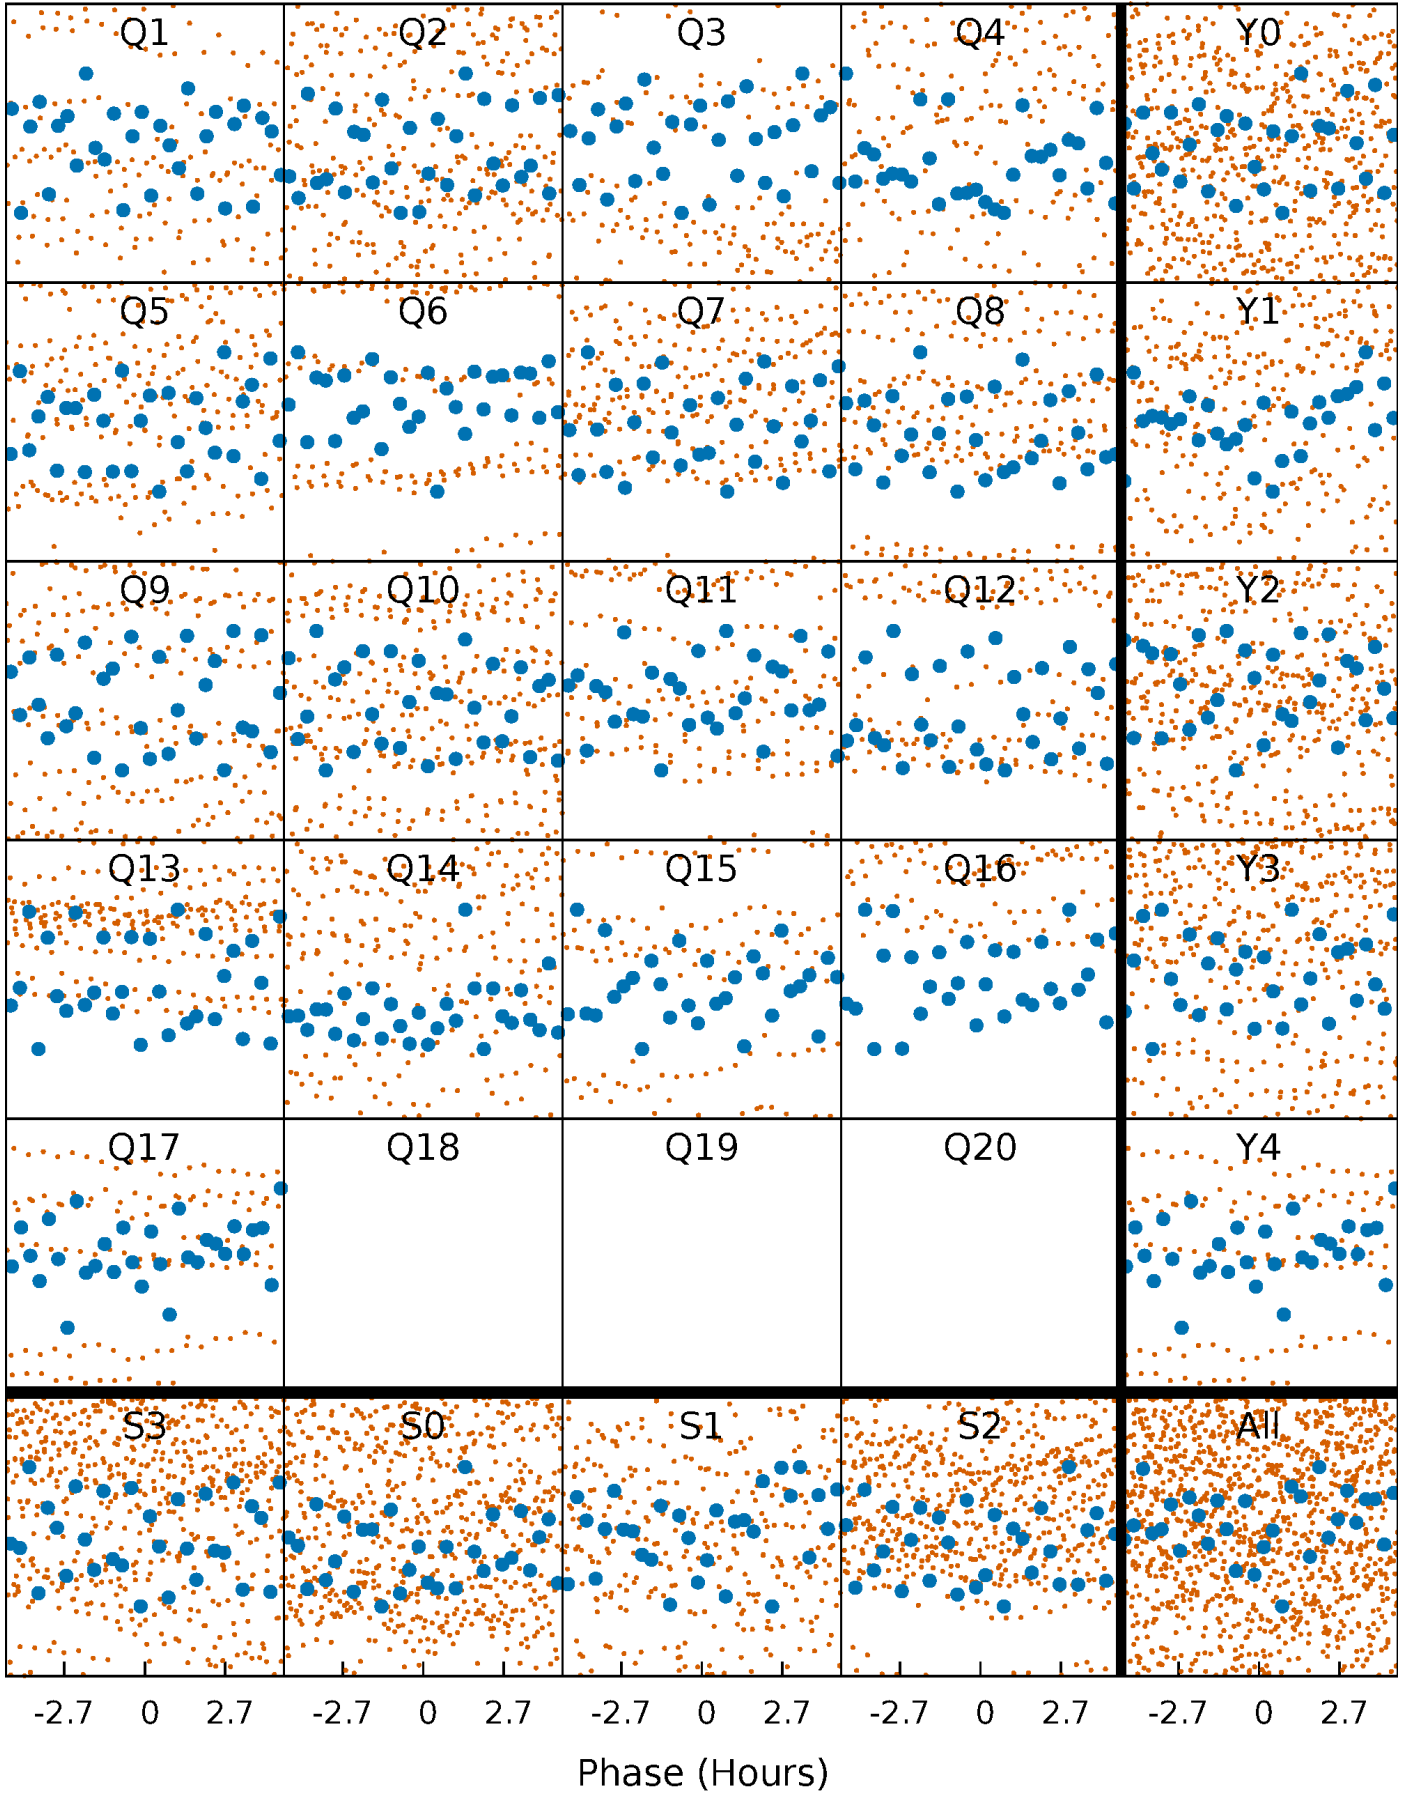 Q1 Q2 Q3 Q4 Y0
Q5 Q6 Q7 Q8 Y1
Q9 Q10 Q11 Q12 Y2
Q13 Q14 Q15 Q16 Y3
Q17 Q18 Q19 Q20 Y4
S3 S0 S1 S2 All
-2.7 0 2.7 -2.7 0 2.7 -2.7 0 2.7 -2.7 0 2.7 -2.7 0 2.7
Phase (Hours)